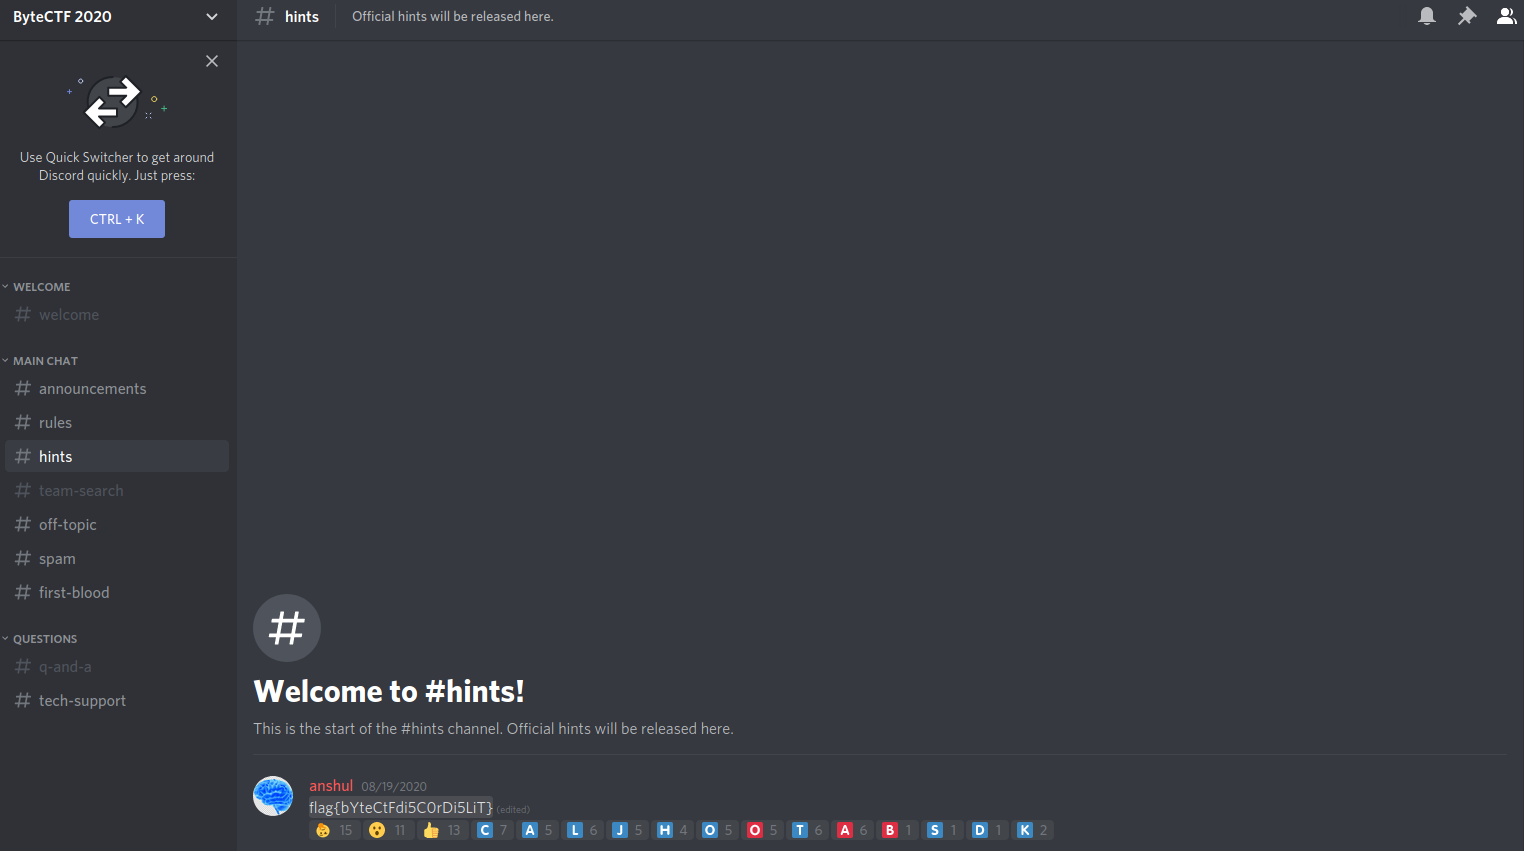 ByteCTF 2020
# hints
Official hints will be released here.
Use Quick Switcher to get around
Discord quickly. Just press:
CTRL + K
WELCOME
# welcome
MAIN CHAT
# announcements
# rules
# hints
# team-search
# off-topic
# spam
# first-blood
QUESTIONS
# q-and-a
# tech-support
#
Welcome to #hints!
This is the start of the #hints channel. Official hints will be released here.
anshul 08/19/2020
flag{bYteCtFdi5C0rDi5LiT} (edited)
15 11 13 C 7 A 5 L 6 J 5 H 4 O 5 O 5 T 6 A 6 B 1 S 1 D 1 K 2